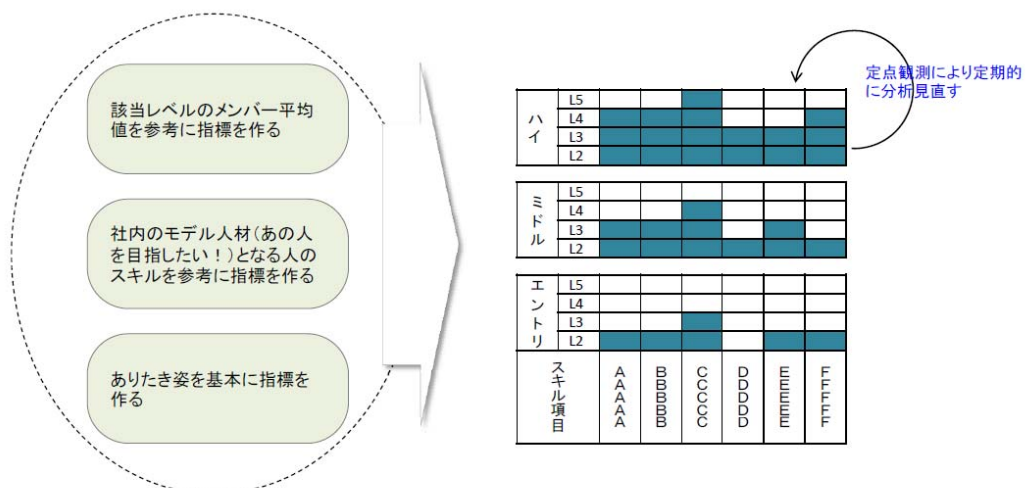 該当レベルのメンバー平均
値を参考に指標を作る
社内のモデル人材(あの人
を目指したい！)となる人の
スキルを参考に指標を作る
ありたき姿を基本に指標を
作る
定点観測により定期的
に分析見直す
ハイ
L5
L4
L3
L2
ミドル
L5
L4
L3
L2
エントリ
L5
L4
L3
L2
スキル項目
AAAAA
BBBBB
CCCCC
DDDDD
EEEEE
FFFFF